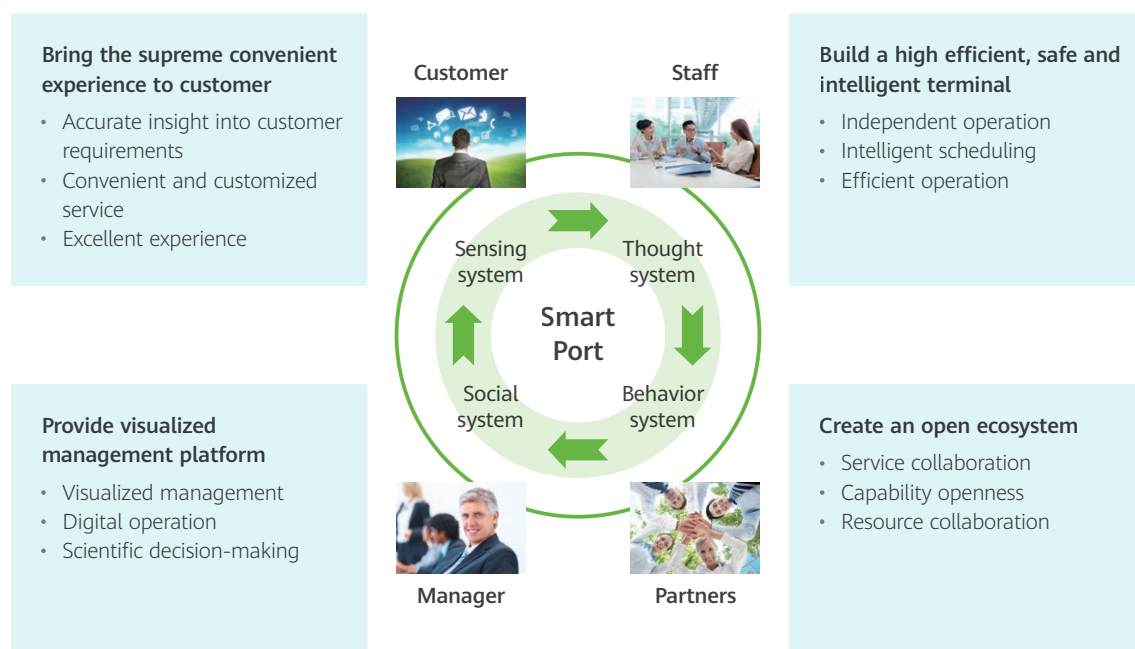 Bring the supreme convenient
experience to customer
• Accurate insight into customer
requirements
• Convenient and customized
service
• Excellent experience
Customer
Staff
Build a high efficient, safe and
intelligent terminal
• Independent operation
• Intelligent scheduling
• Efficient operation
Sensing
system
Thought
system
Smart
Port
Social
system
Behavior
system
Provide visualized
management platform
• Visualized management
• Digital operation
• Scientific decision-making
Manager
Partners
Create an open ecosystem
• Service collaboration
• Capability openness
• Resource collaboration